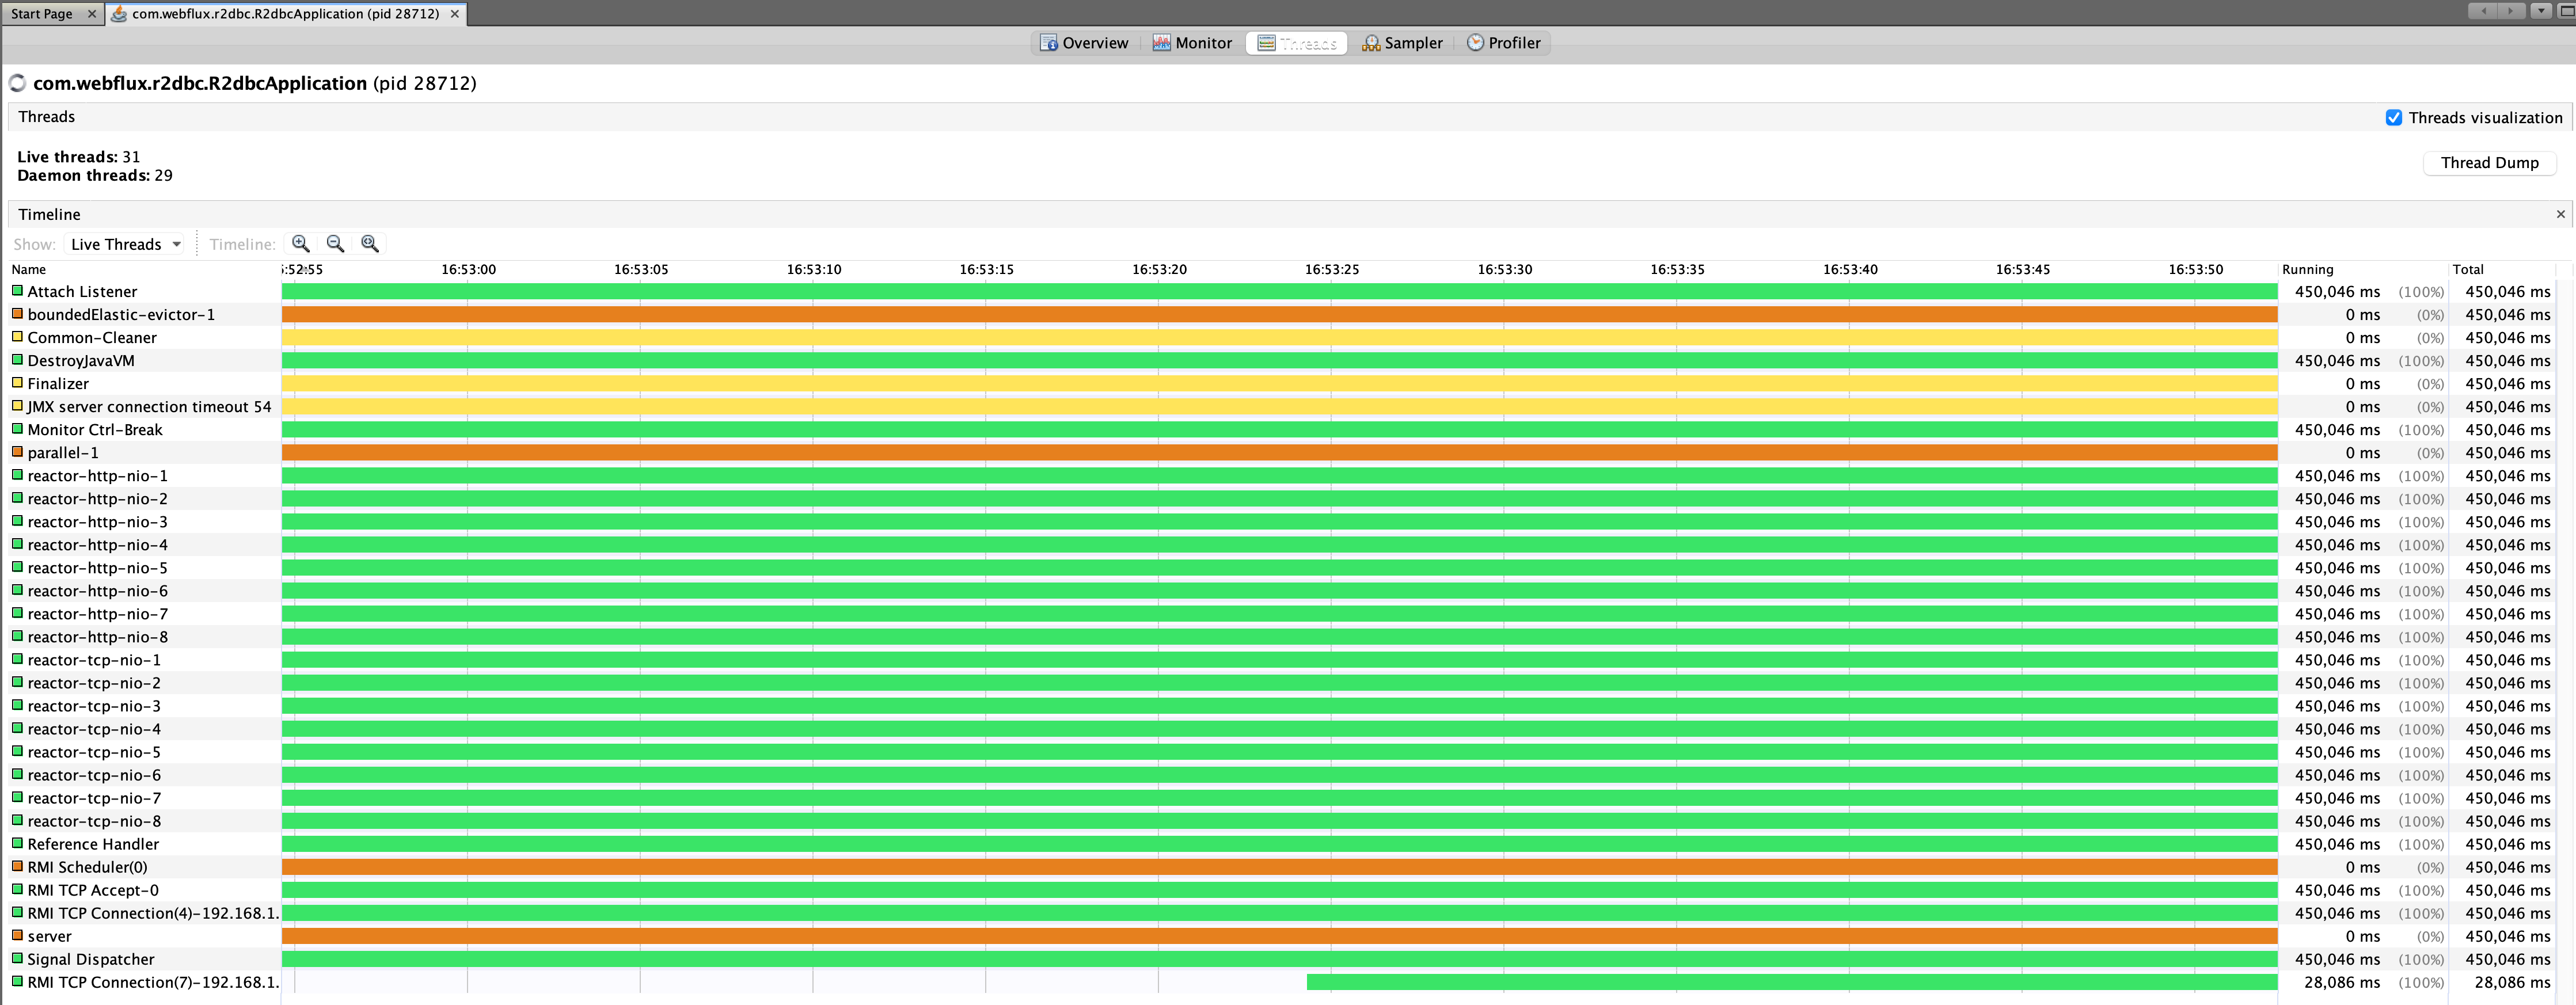 Start Page
com.webflux.r2dbc.R2dbcApplication (pid 28712)
Overview Monitor Threads Sampler Profiler
com.webflux.r2dbc.R2dbcApplication (pid 28712)
Threads Threads visualization
Live threads: 31
Daemon threads: 29
Thread Dump
Timeline
Show: Live Threads Timeline:
Name 5:52:55 16:53:00 16:53:05 16:53:10 16:53:15 16:53:20 16:53:25 16:53:30 16:53:35 16:53:40 16:53:45 16:53:50 Running Total
Attach Listener 450,046 ms (100%) 450,046 ms
boundedElastic-evictor-1 0 ms (0%) 450,046 ms
Common-Cleaner 0 ms (0%) 450,046 ms
DestroyJavaVM 450,046 ms (100%) 450,046 ms
Finalizer 0 ms (0%) 450,046 ms
JMX server connection timeout 54 0 ms (0%) 450,046 ms
Monitor Ctrl-Break 450,046 ms (100%) 450,046 ms
parallel-1 0 ms (0%) 450,046 ms
reactor-http-nio-1 450,046 ms (100%) 450,046 ms
reactor-http-nio-2 450,046 ms (100%) 450,046 ms
reactor-http-nio-3 450,046 ms (100%) 450,046 ms
reactor-http-nio-4 450,046 ms (100%) 450,046 ms
reactor-http-nio-5 450,046 ms (100%) 450,046 ms
reactor-http-nio-6 450,046 ms (100%) 450,046 ms
reactor-http-nio-7 450,046 ms (100%) 450,046 ms
reactor-http-nio-8 450,046 ms (100%) 450,046 ms
reactor-tcp-nio-1 450,046 ms (100%) 450,046 ms
reactor-tcp-nio-2 450,046 ms (100%) 450,046 ms
reactor-tcp-nio-3 450,046 ms (100%) 450,046 ms
reactor-tcp-nio-4 450,046 ms (100%) 450,046 ms
reactor-tcp-nio-5 450,046 ms (100%) 450,046 ms
reactor-tcp-nio-6 450,046 ms (100%) 450,046 ms
reactor-tcp-nio-7 450,046 ms (100%) 450,046 ms
reactor-tcp-nio-8 450,046 ms (100%) 450,046 ms
Reference Handler 450,046 ms (100%) 450,046 ms
RMI Scheduler(0) 0 ms (0%) 450,046 ms
RMI TCP Accept-0 450,046 ms (100%) 450,046 ms
RMI TCP Connection(4)-192.168.1. 450,046 ms (100%) 450,046 ms
server 0 ms (0%) 450,046 ms
Signal Dispatcher 450,046 ms (100%) 450,046 ms
RMI TCP Connection(7)-192.168.1. 28,086 ms (100%) 28,086 ms